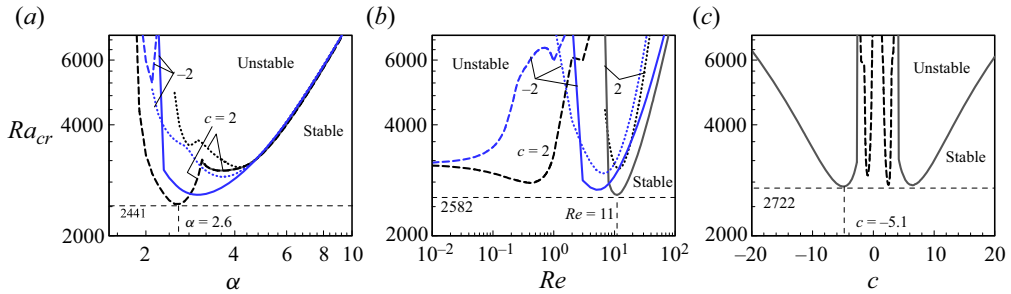 (a)
(b)
(c)
Ra_cr
6000
4000
2000
−2
Unstable
c = 2
Stable
2441
α = 2.6
2
4
6
8
10
α
6000
4000
2000
Unstable
−2
2
c = 2
Stable
2582
Re = 11
10^−2
10^−1
10^0
10^1
10^2
Re
6000
4000
2000
Unstable
Stable
2722
c = −5.1
−20
−10
0
10
20
c